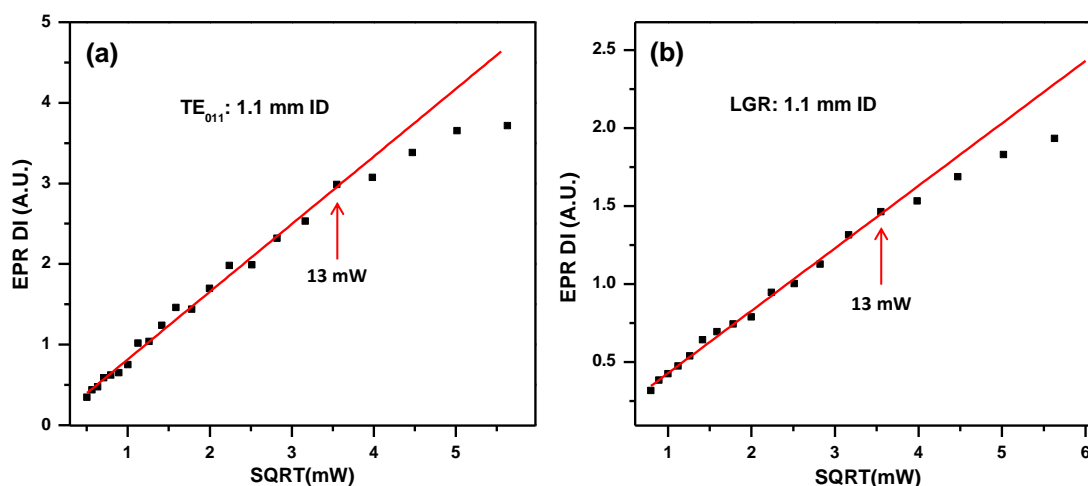 (a)
TE011: 1.1 mm ID
13 mW
EPR DI (A.U.)
5
4
3
2
1
0
1 2 3 4 5
SQRT(mW)
(b)
LGR: 1.1 mm ID
13 mW
EPR DI (A.U.)
2.5
2.0
1.5
1.0
0.5
1 2 3 4 5 6
SQRT(mW)